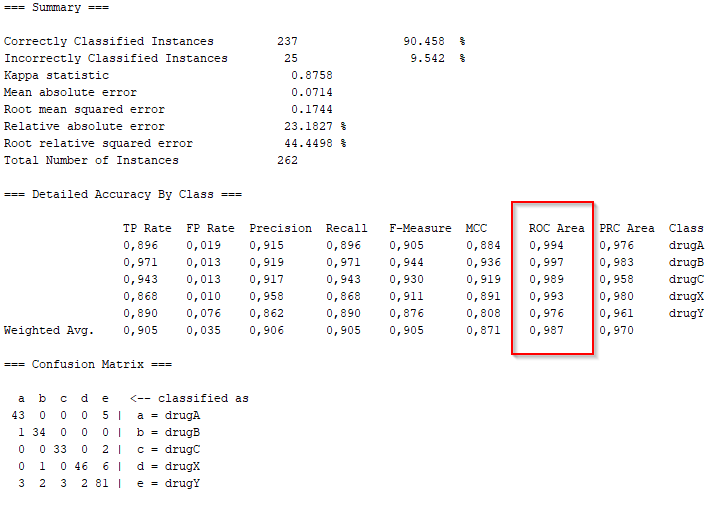 === Summary ===
Correctly Classified Instances 237 90.458 %
Incorrectly Classified Instances 25 9.542 %
Kappa statistic 0.8758
Mean absolute error 0.0714
Root mean squared error 0.1744
Relative absolute error 23.1827 %
Root relative squared error 44.4498 %
Total Number of Instances 262
=== Detailed Accuracy By Class ===
TP Rate FP Rate Precision Recall F-Measure MCC ROC Area PRC Area Class
0,896 0,019 0,915 0,896 0,905 0,884 0,994 0,976 drugA
0,971 0,013 0,919 0,971 0,944 0,936 0,997 0,983 drugB
0,943 0,013 0,917 0,943 0,930 0,919 0,989 0,958 drugC
0,868 0,010 0,958 0,868 0,911 0,891 0,993 0,980 drugX
0,890 0,076 0,862 0,890 0,876 0,808 0,976 0,961 drugY
Weighted Avg. 0,905 0,035 0,906 0,905 0,905 0,871 0,987 0,970
=== Confusion Matrix ===
a b c d e <-- classified as
43 0 0 0 5 | a = drugA
1 34 0 0 0 | b = drugB
0 0 33 0 2 | c = drugC
0 1 0 46 6 | d = drugX
3 2 3 2 81 | e = drugY